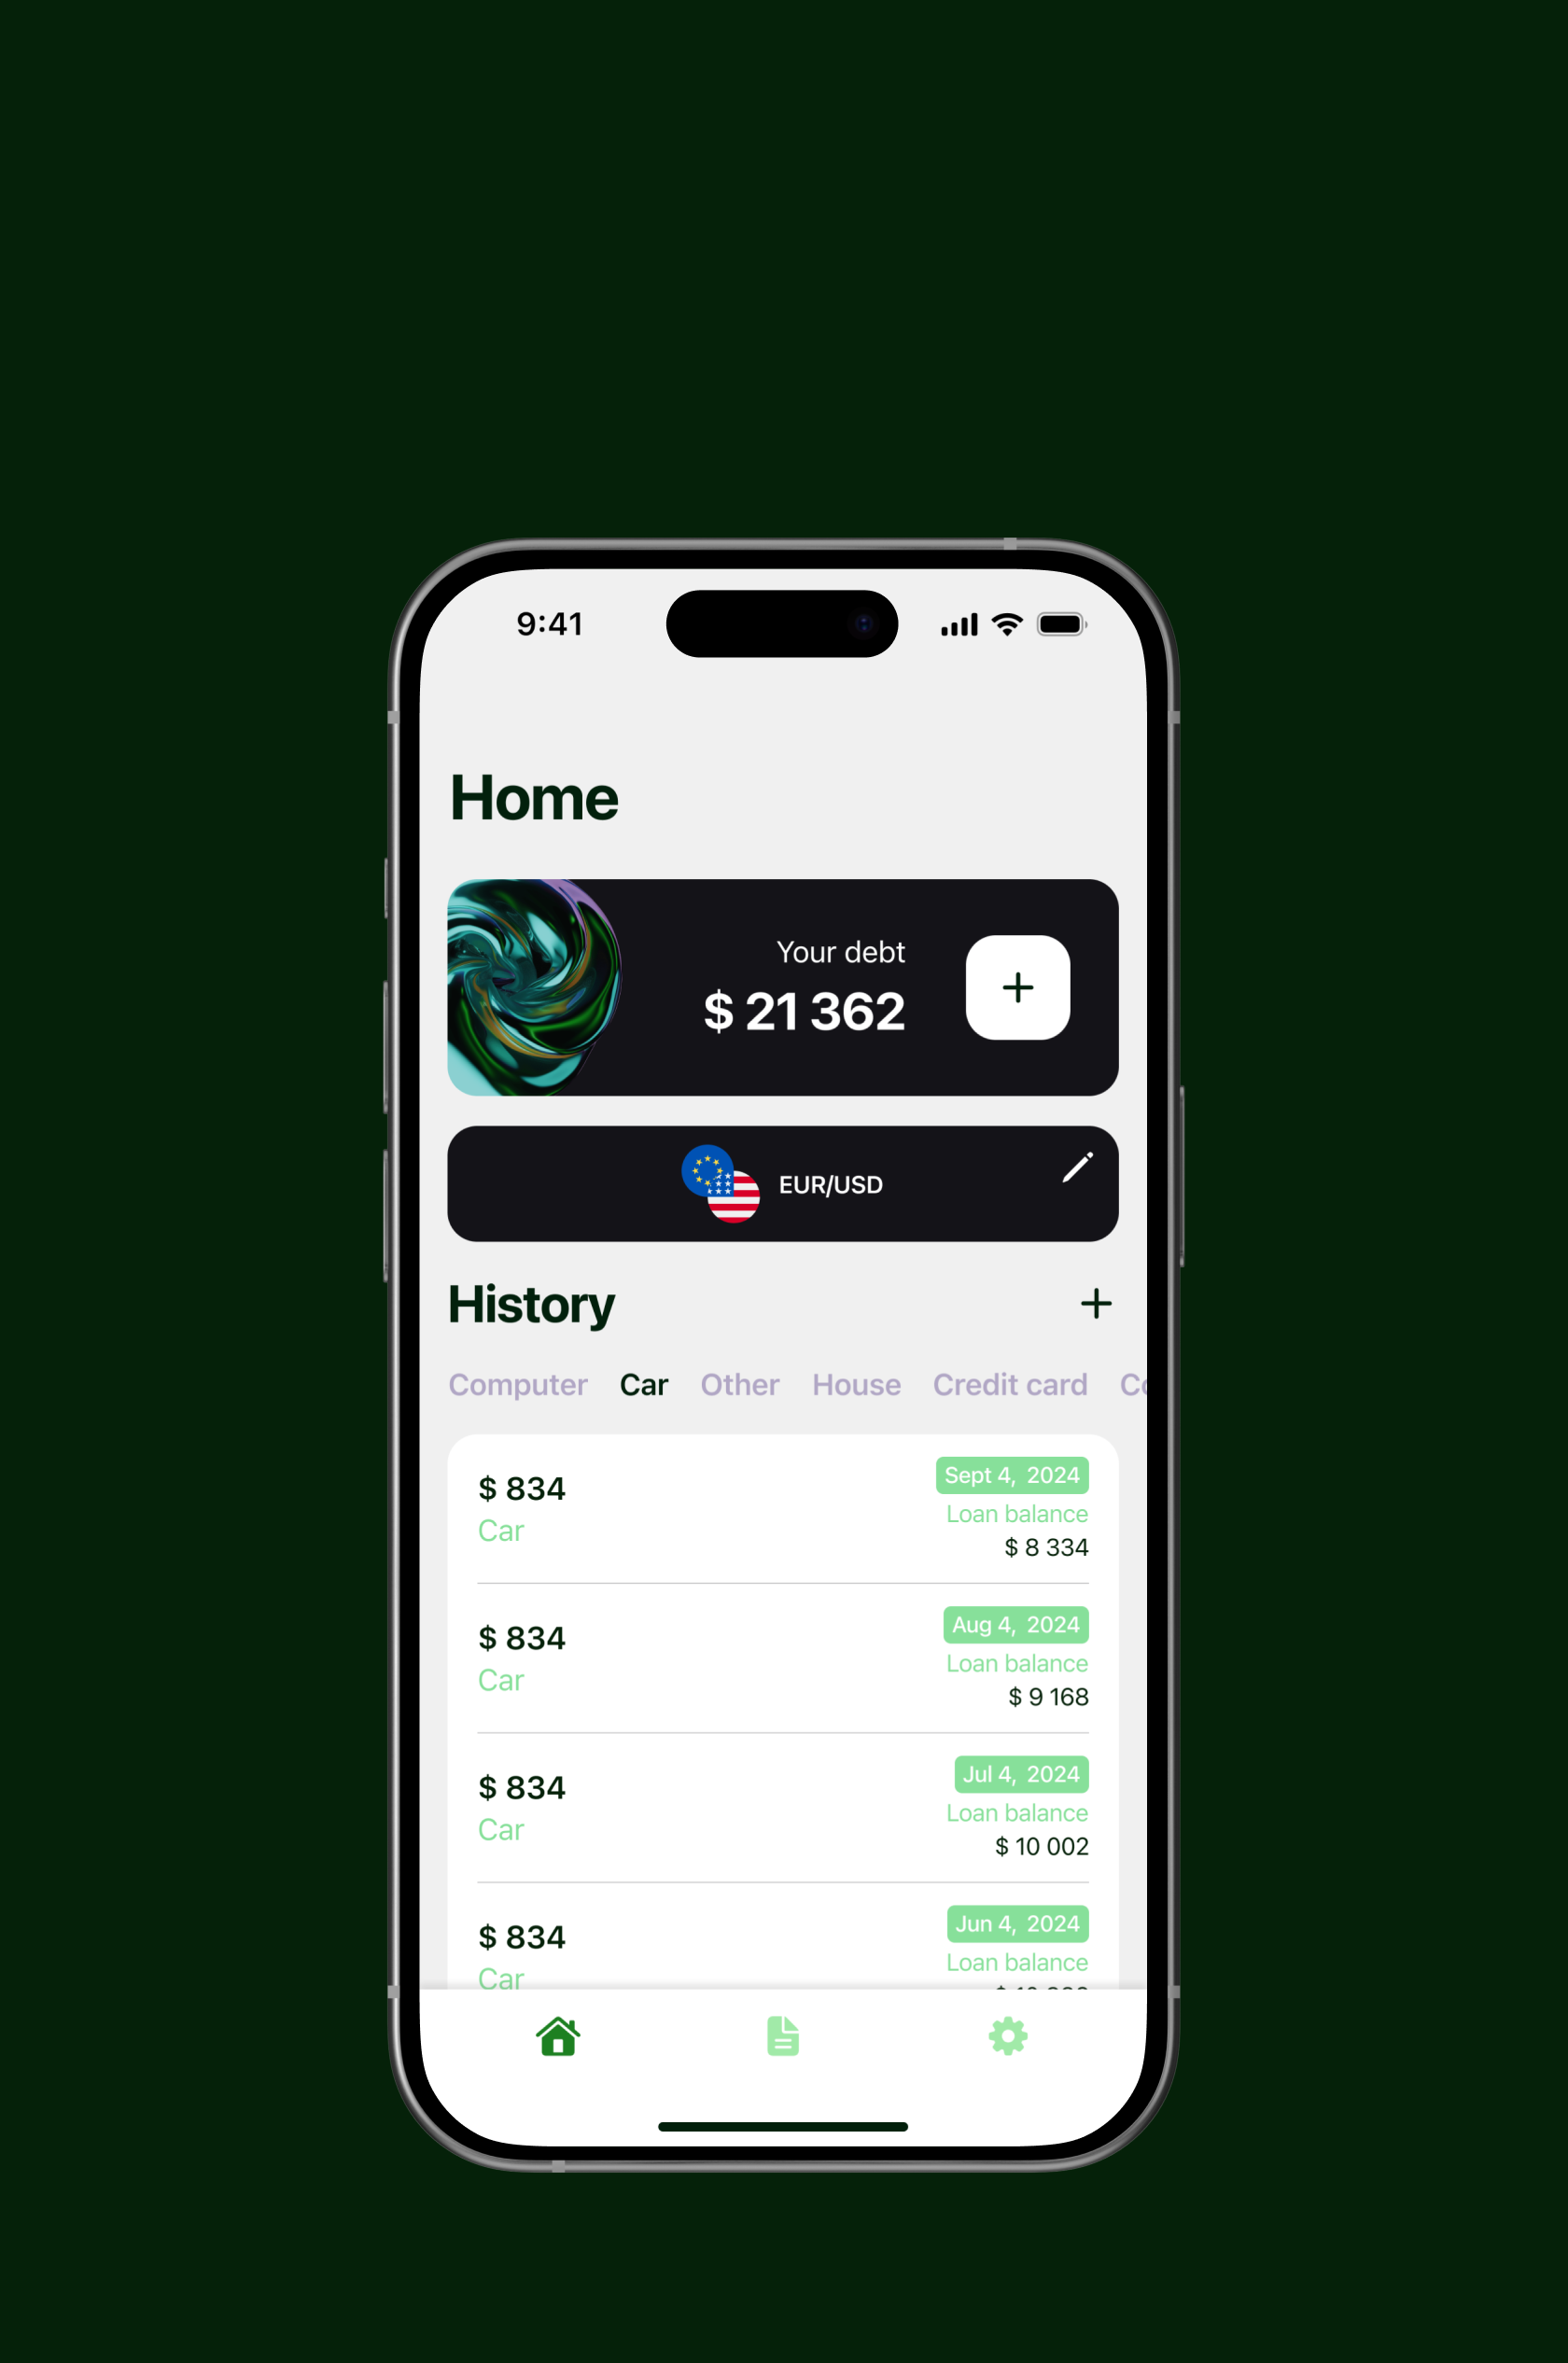 9:41
Home
Your debt
$ 21 362
EUR/USD
History
Computer Car Other House Credit card
$ 834
Car
Sept 4, 2024
Loan balance
$ 8 334
$ 834
Car
Aug 4, 2024
Loan balance
$ 9 168
$ 834
Car
Jul 4, 2024
Loan balance
$ 10 002
$ 834
Car
Jun 4, 2024
Loan balance